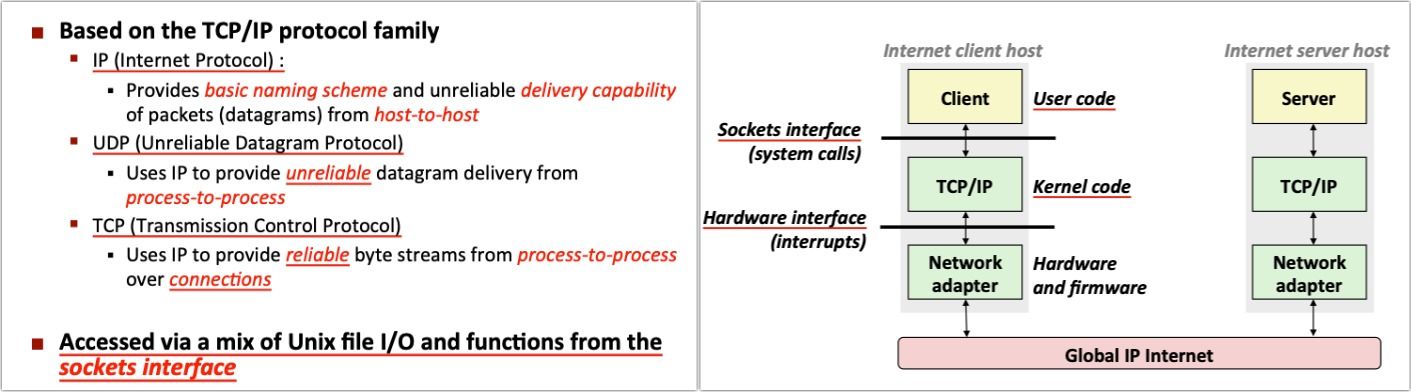 Based on the TCP/IP protocol family
IP (Internet Protocol) :
Provides basic naming scheme and unreliable delivery capability
of packets (datagrams) from host-to-host
UDP (Unreliable Datagram Protocol)
Uses IP to provide unreliable datagram delivery from
process-to-process
TCP (Transmission Control Protocol)
Uses IP to provide reliable byte streams from process-to-process
over connections
Accessed via a mix of Unix file I/O and functions from the
sockets interface
Internet client host
Internet server host
Client
User code
Server
Sockets interface
(system calls)
TCP/IP
Kernel code
TCP/IP
Hardware interface
(interrupts)
Network
adapter
Hardware
and firmware
Network
adapter
Global IP Internet